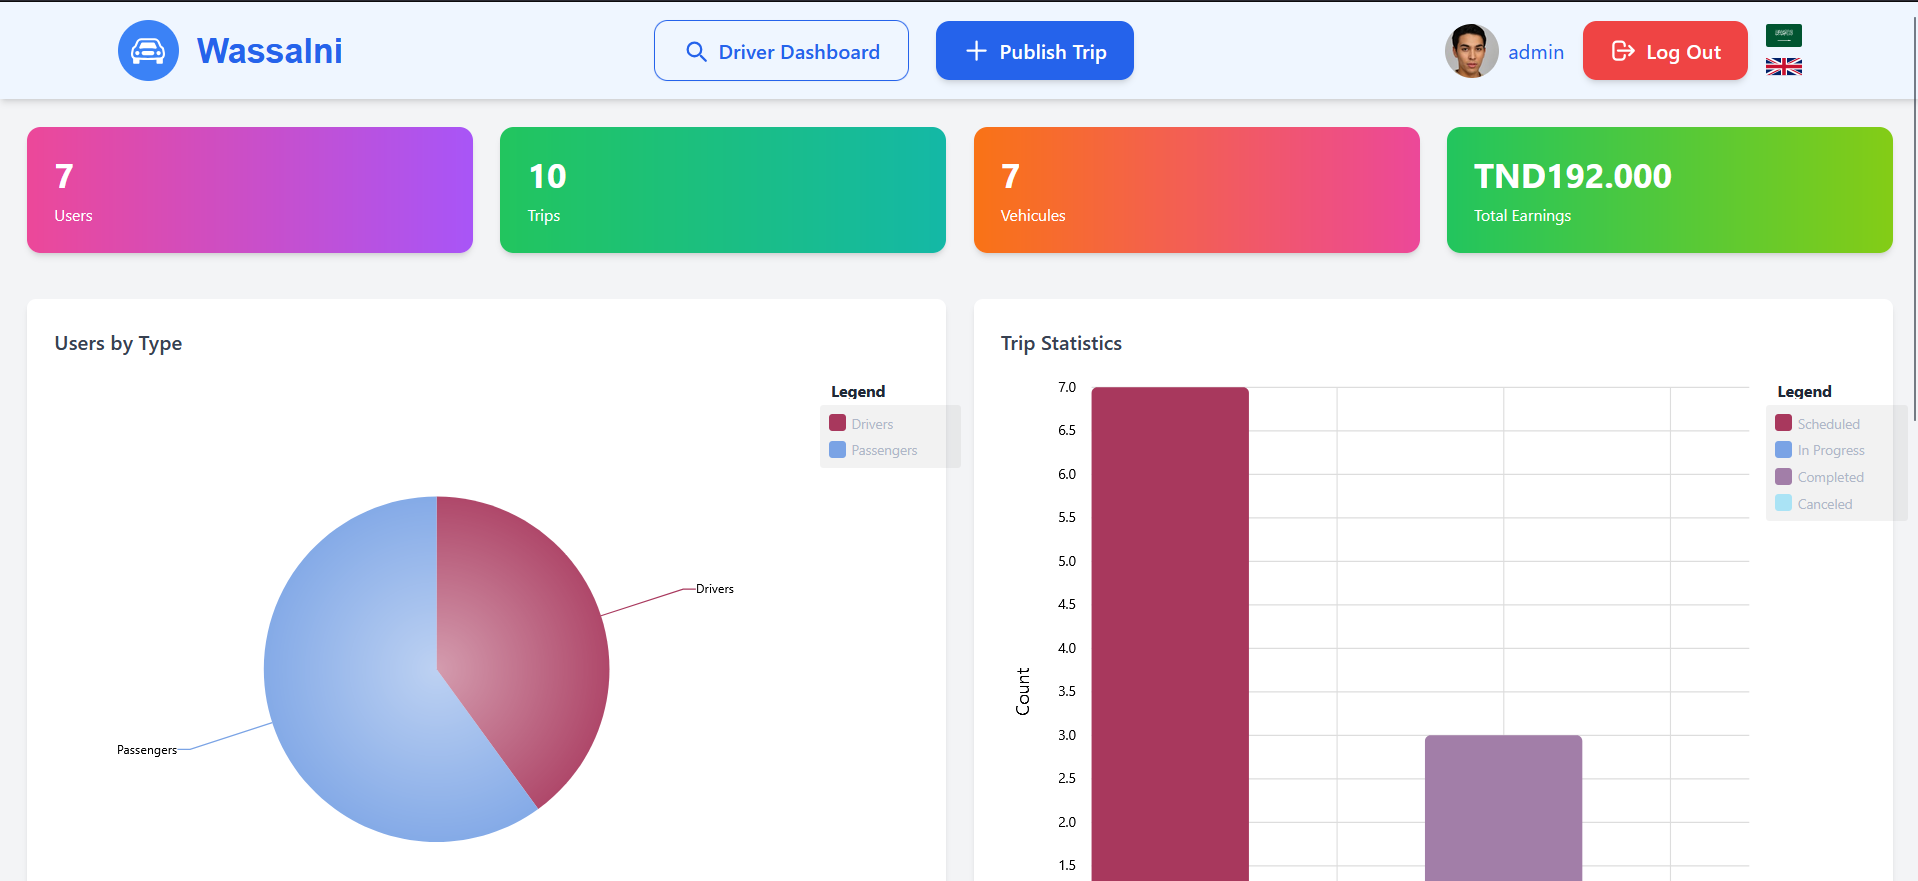 Wassalni
Driver Dashboard
Publish Trip
admin
Log Out
7
Users
10
Trips
7
Vehicules
TND192.000
Total Earnings
Users by Type
Legend
Drivers
Passengers
Drivers
Passengers
Trip Statistics
7.0
6.5
6.0
5.5
5.0
4.5
4.0
3.5
3.0
2.5
2.0
1.5
Count
Legend
Scheduled
In Progress
Completed
Canceled